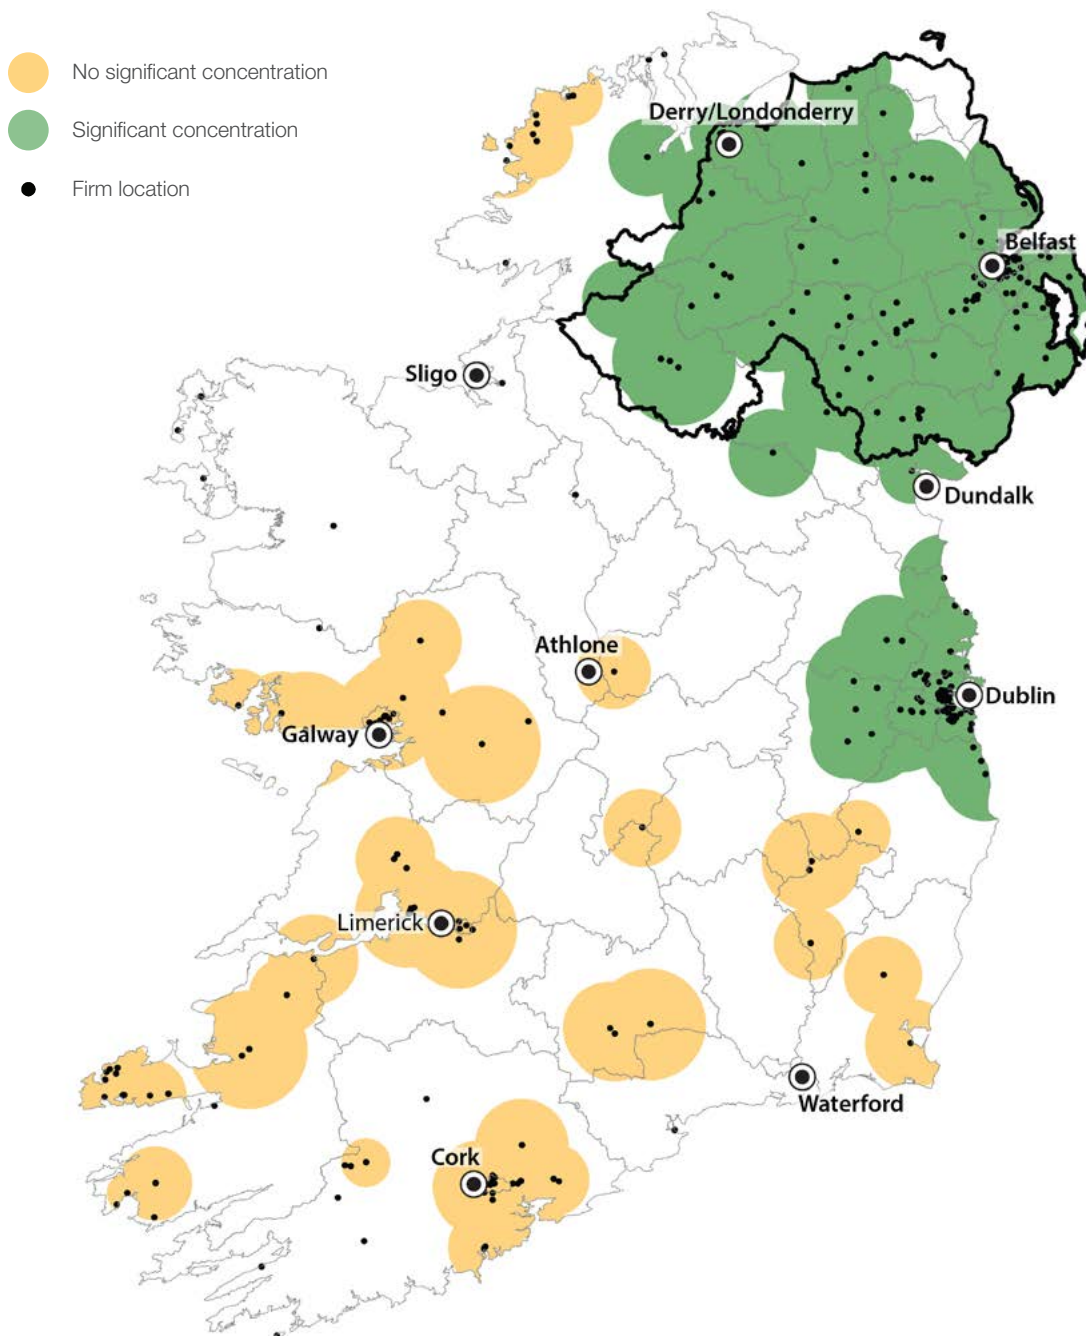 No significant concentration
Significant concentration
Firm location
Derry/Londonderry
Belfast
Sligo
Dundalk
Athlone
Dublin
Galway
Limerick
Waterford
Cork